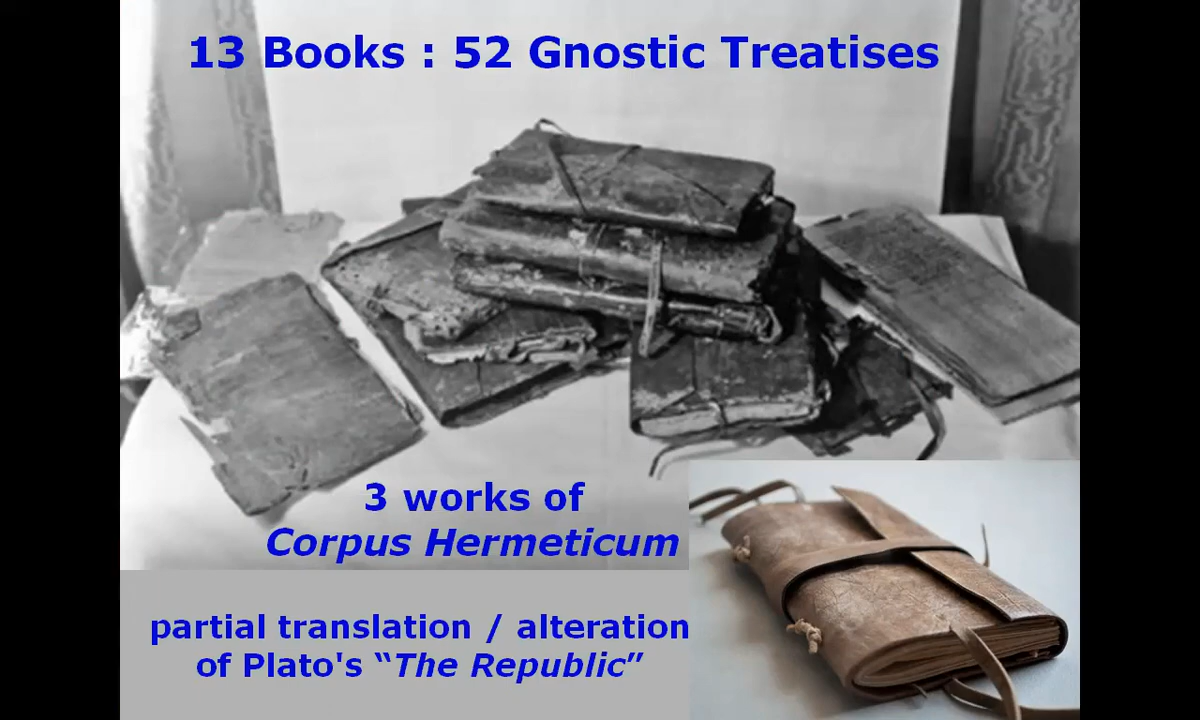 13 Books : 52 Gnostic Treatises
3 works of
Corpus Hermeticum
partial translation / alteration
of Plato's “The Republic”